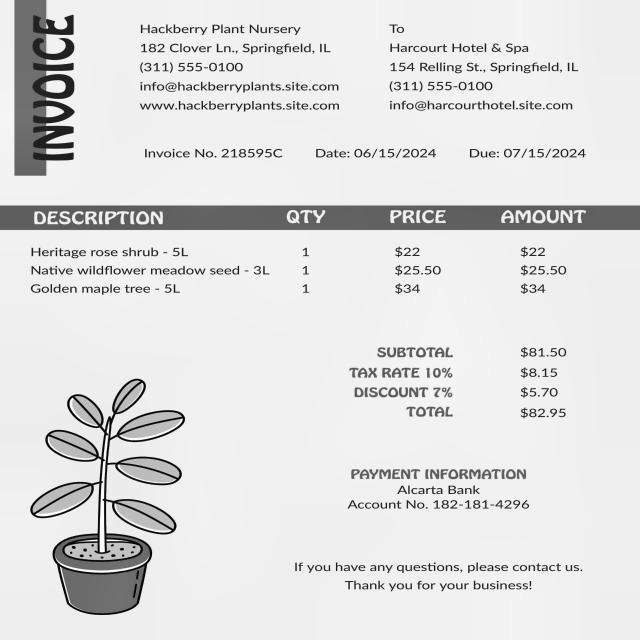 INVOICE
Hackberry Plant Nursery
182 Clover Ln., Springfield, IL
(311) 555-0100
info@hackberryplants.site.com
www.hackberryplants.site.com
To
Harcourt Hotel & Spa
154 Relling St., Springfield, IL
(311) 555-0100
info@harcourthotel.site.com
Invoice No. 218595C Date: 06/15/2024 Due: 07/15/2024
DESCRIPTION QTY PRICE AMOUNT
Heritage rose shrub - 5L 1 $22 $22
Native wildflower meadow seed - 3L 1 $25.50 $25.50
Golden maple tree - 5L 1 $34 $34
SUBTOTAL $81.50
TAX RATE 10% $8.15
DISCOUNT 7% $5.70
TOTAL $82.95
PAYMENT INFORMATION
Alcarta Bank
Account No. 182-181-4296
If you have any questions, please contact us.
Thank you for your business!